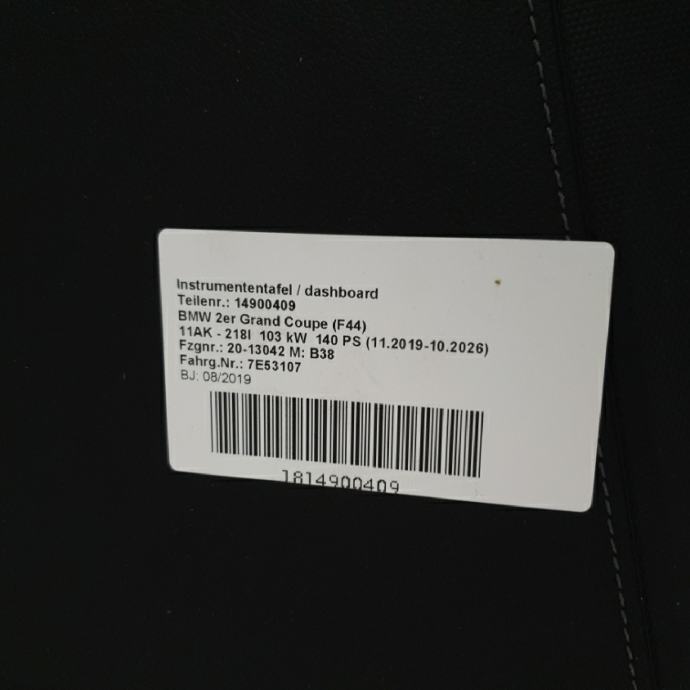 Instrumententafel / dashboard
Teilenr.: 14900409
BMW 2er Grand Coupe (F44)
11AK - 218I 103 kW 140 PS (11.2019-10.2026)
Fzgnr.: 20-13042 M: B38
Fahrg.Nr.: 7E53107
BJ: 08/2019
1814900409